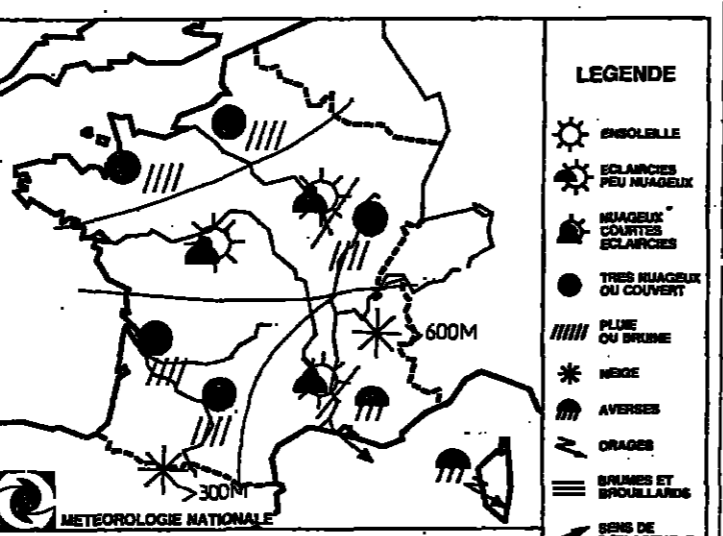 LEGENDE
ENSOLEILLE
ECLAIRCIES
PEU NUAGEUX
NUAGEUX
COURTES
ECLAIRCIES
TRES NUAGEUX
OU COUVERT
PLUIE
OU BRUINE
NEIGE
AVERSES
ORAGES
BRUMES ET
BROUILLARDS
SENS DE
>600M
>300M
METEOROLOGIE NATIONALE